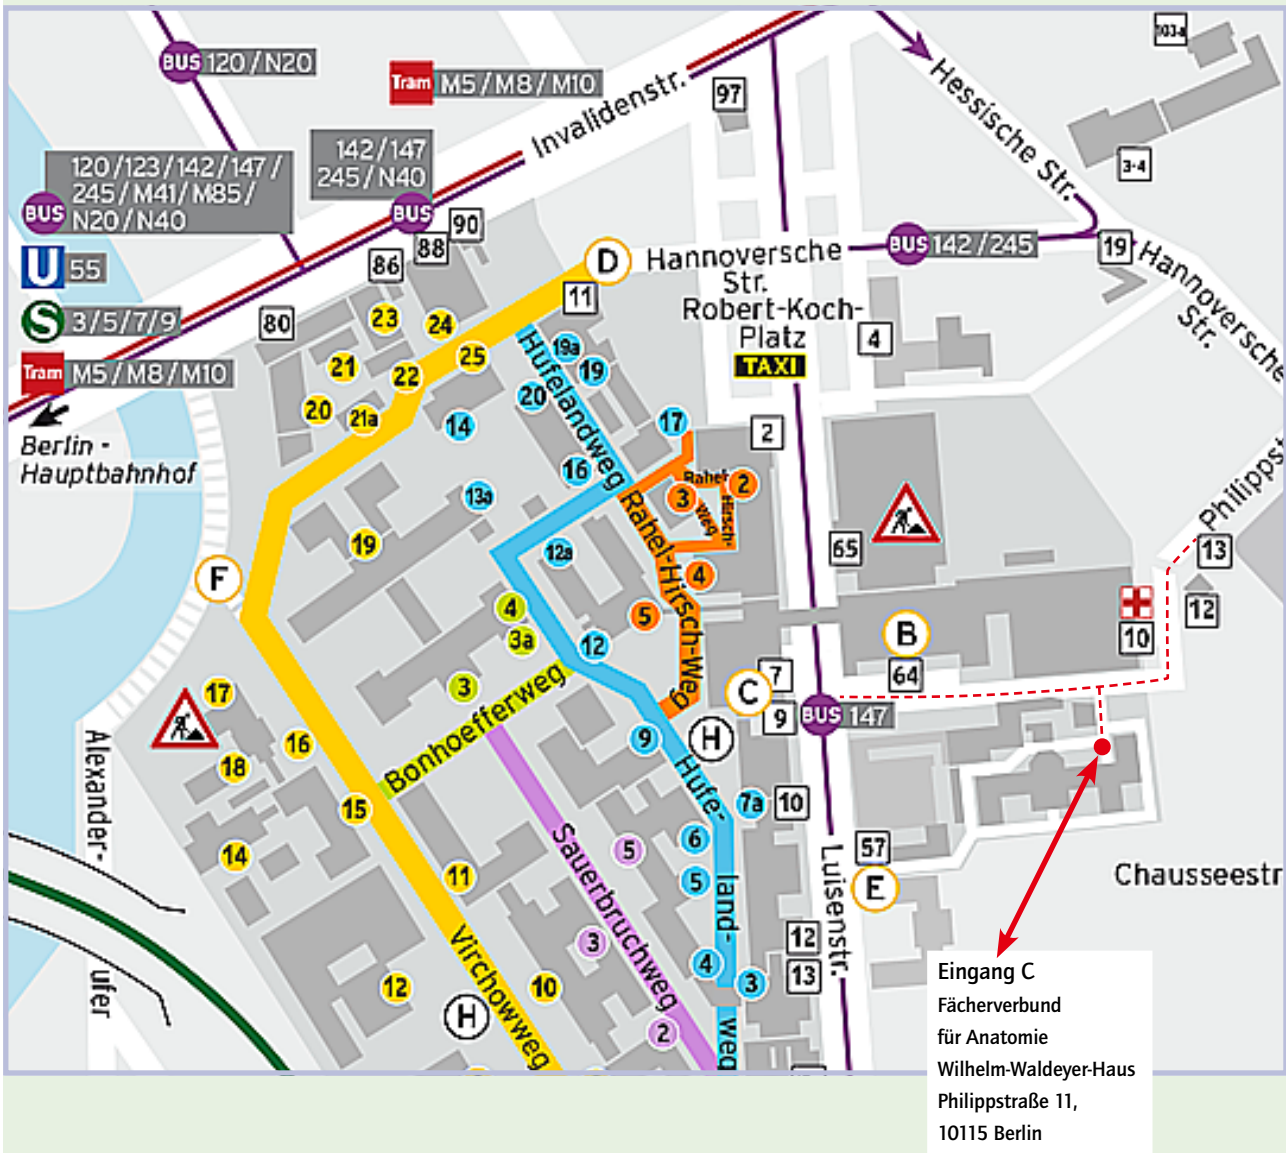 BUS 120/N20
Tram M5/M8/M10
103a
97
Invalidenstr.
Hessische Str.
3-4
120/123/142/147/
245/M41/M85/
N20/N40
BUS
142/147
245/N40
BUS
90
88
86
U 55
S 3/5/7/9
Tram M5/M8/M10
80
Berlin -
Hauptbahnhof
D
11
Hannoversche
Str.
Robert-Koch-
Platz
TAXI
BUS 142/245
19
Hannoversche
Str.
4
23
24
25
21
22
20
21a
14
19a
19
20
Hufelandweg
17
16
2
13a
19
12a
Rahel-
Hirsch-
Weg
3
2
Rahel-Hirsch-Weg
4
5
65
Philippst
13
12
10
F
4
3a
3
12
Bonhoefferweg
B
64
C
7
9
BUS 147
H
9
17
18
16
15
14
Alexander-
ufer
Hufe-
land-
weg
7a
10
6
5
4
3
5
3
2
Sauerbruchweg
11
12
10
H
Virchowweg
Luisenstr.
57
E
12
13
Chausseestr
Eingang C
Fächerverbund
für Anatomie
Wilhelm-Waldeyer-Haus
Philippstraße 11,
10115 Berlin